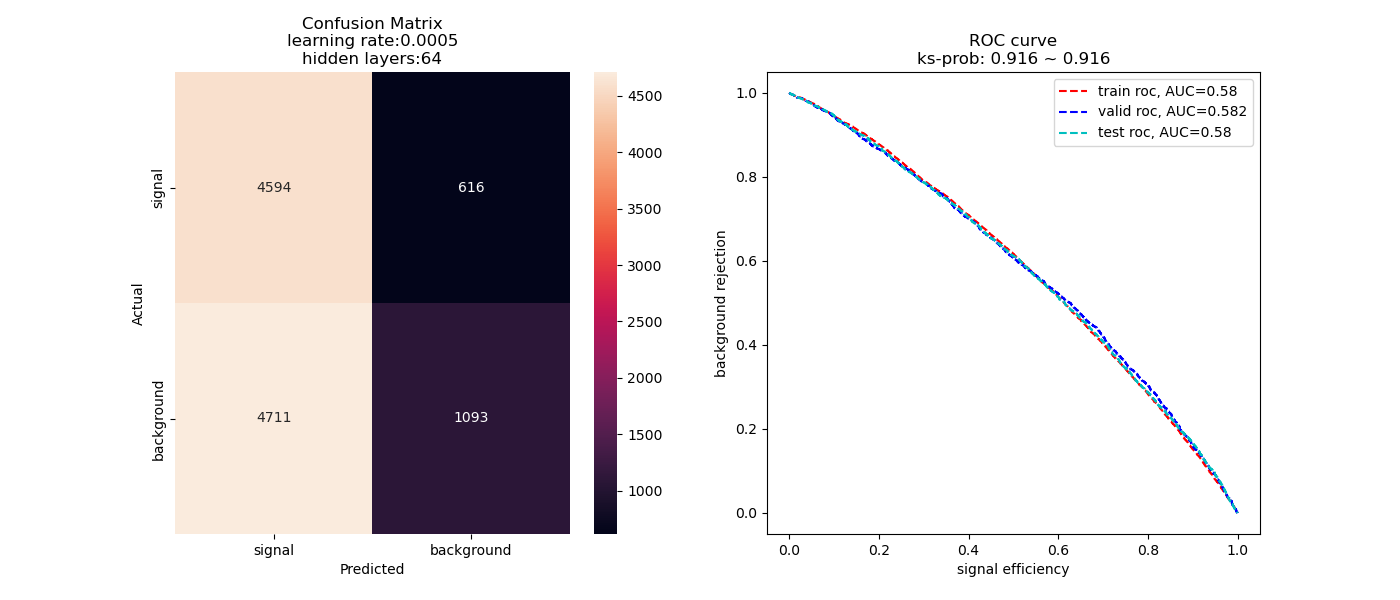 Confusion Matrix
learning rate:0.0005
hidden layers:64
signal
background
Actual
4594
616
4711
1093
signal
background
Predicted
4500
4000
3500
3000
2500
2000
1500
1000
ROC curve
ks-prob: 0.916 ~ 0.916
train roc, AUC=0.58
valid roc, AUC=0.582
test roc, AUC=0.58
background rejection
1.0
0.8
0.6
0.4
0.2
0.0
0.0
0.2
0.4
0.6
0.8
1.0
signal efficiency